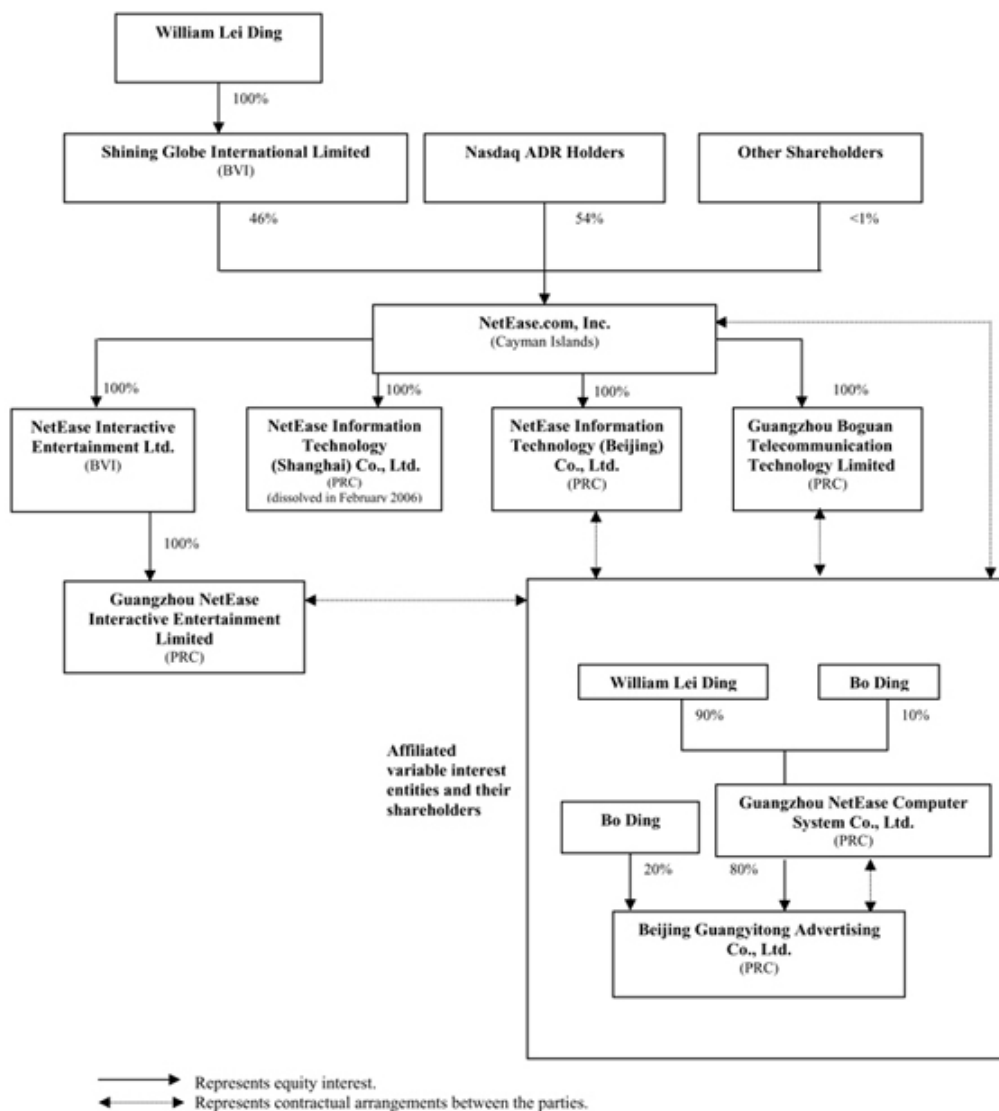 William Lei Ding
100%
Shining Globe International Limited
(BVI)
Nasdaq ADR Holders
Other Shareholders
46%
54%
<1%
NetEase.com, Inc.
(Cayman Islands)
100%
100%
100%
100%
NetEase Interactive
Entertainment Ltd.
(BVI)
NetEase Information
Technology
(Shanghai) Co., Ltd.
(PRC)
(dissolved in February 2006)
NetEase Information
Technology (Beijing)
Co., Ltd.
(PRC)
Guangzhou Boguan
Telecommunication
Technology Limited
(PRC)
100%
Guangzhou NetEase
Interactive Entertainment
Limited
(PRC)
William Lei Ding
Bo Ding
90%
10%
Affiliated
variable interest
entities and their
shareholders
Guangzhou NetEase Computer
System Co., Ltd.
(PRC)
Bo Ding
20%
80%
Beijing Guangyitong Advertising
Co., Ltd.
(PRC)
Represents equity interest.
Represents contractual arrangements between the parties.